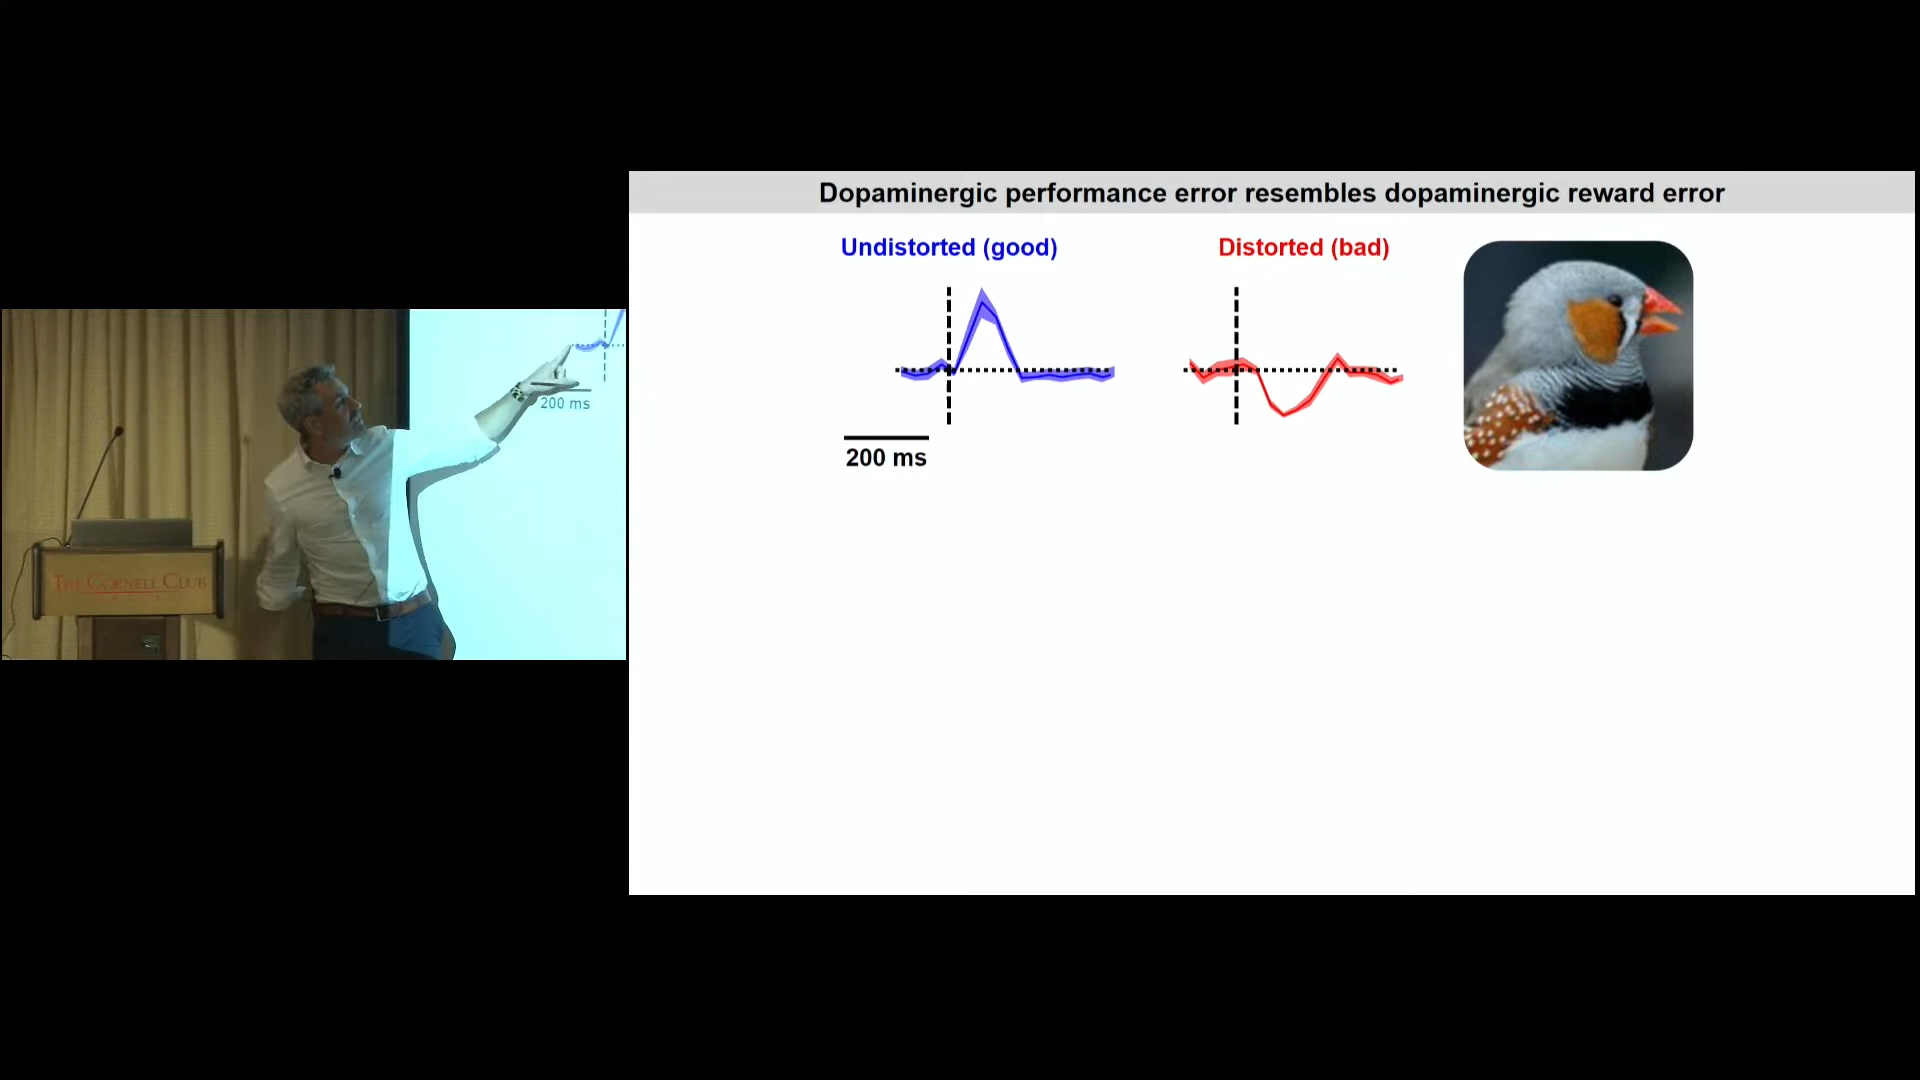 Dopaminergic performance error resembles dopaminergic reward error
Undistorted (good)
Distorted (bad)
200 ms
200 ms
THE CORNELL CLUB